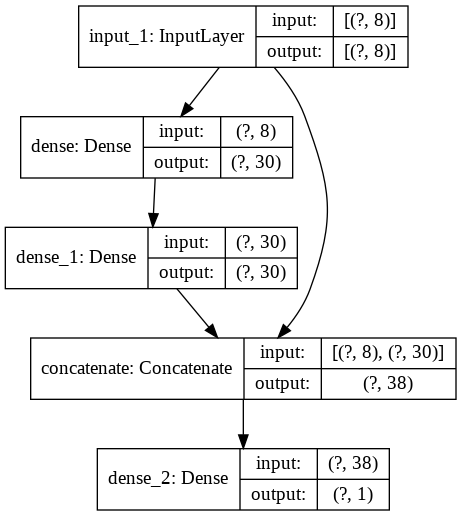 input_1: InputLayer
input: [(?, 8)]
output: [(?, 8)]
dense: Dense
input: (?, 8)
output: (?, 30)
dense_1: Dense
input: (?, 30)
output: (?, 30)
concatenate: Concatenate
input: [(?, 8), (?, 30)]
output: (?, 38)
dense_2: Dense
input: (?, 38)
output: (?, 1)